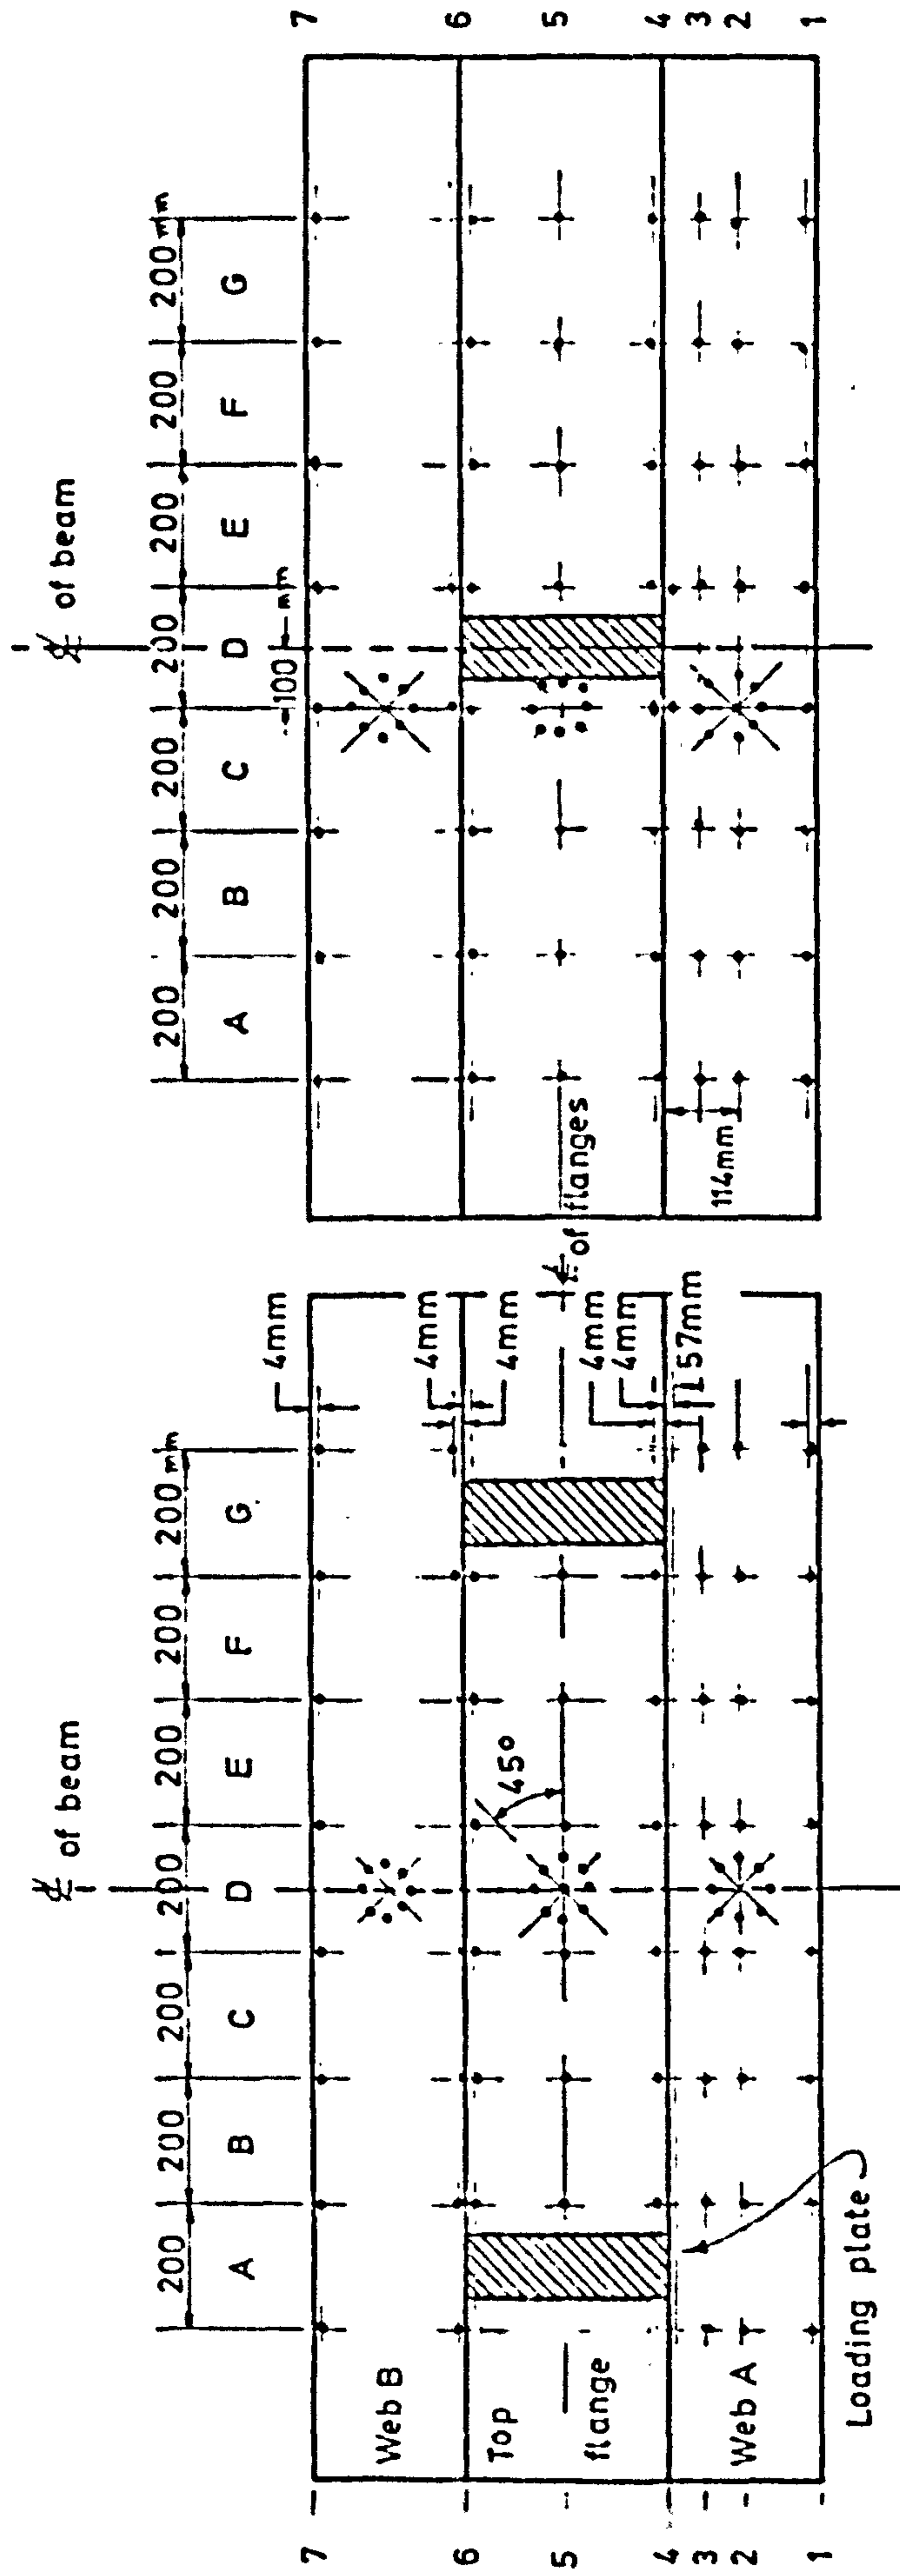 ℄ of beam
200 200 200 200 200 200 200 mm
A B C D E F G
45°
4mm
4mm
4mm
4mm
4mm
57mm
Web B
Top
flange
Web A
Loading plate
7
6
5
4
3
2
1
℄ of flanges
℄ of beam
200 200 200 200 200 200 200 mm
A B C D E F G
100 mm
114mm
7
6
5
4
3
2
1